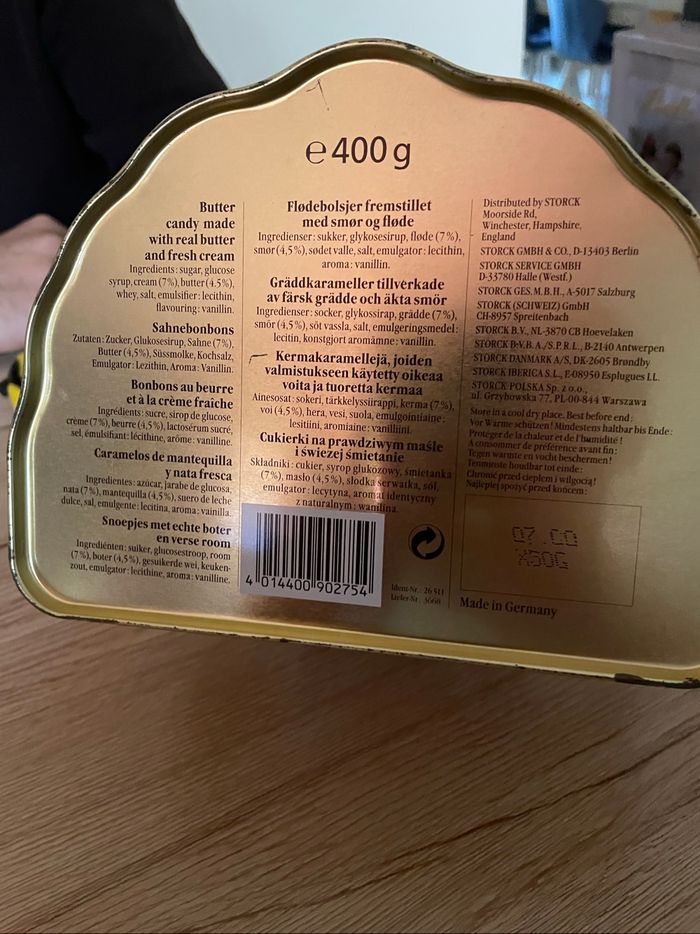 e 400 g
Butter
candy made
with real butter
and fresh cream
Ingredients: sugar, glucose
syrup, cream (7%), butter (4,5%),
whey, salt, emulsifier: lecithin,
flavouring: vanillin.
Sahnebonbons
Zutaten: Zucker, Glukosesirup, Sahne (7%),
Butter (4,5%), Süssmolke, Kochsalz,
Emulgator: Lezithin, Aroma: Vanillin.
Bonbons au beurre
et à la crème fraîche
Ingrédients: sucre, sirop de glucose,
crème (7%), beurre (4,5%), lactosérum sucré,
sel, émulsifiant: lécithine, arôme: vanilline.
Caramelos de mantequilla
y nata fresca
Ingredientes: azúcar, jarabe de glucosa,
nata (7%), mantequilla (4,5%), suero de leche
dulce, sal, emulgente: lecitina, aroma: vainilla.
Snoepjes met echte boter
en verse room
Ingrediënten: suiker, glucosestroop, room
(7%), boter (4,5%), gesuikerde wei, keuken-
zout, emulgator: lecithine, aroma: vanilline.
Flødebolsjer fremstillet
med smør og fløde
Ingredienser: sukker, glykosesirup, fløde (7%),
smør (4,5%), sødet valle, salt, emulgator: lecithin,
aroma: vanillin.
Gräddkarameller tillverkade
av färsk grädde och äkta smör
Ingredienser: socker, glykossirap, grädde (7%),
smör (4,5%), söt vassla, salt, emulgeringsmedel:
lecitin, konstgjort aromämne: vanillin.
Kermakaramellejä, joiden
valmistukseen käytetty oikeaa
voita ja tuoretta kermaa
Ainesosat: sokeri, tärkkelyssiirappi, kerma (7%),
voi (4,5%), hera, vesi, suola, emulgointiaine:
lesitiini, aromiaine: vanilliini.
Cukierki na prawdziwym maśle
i świeżej śmietanie
Składniki: cukier, syrop glukozowy, śmietanka
(7%), masło (4,5%), słodka serwatka, sól,
emulgator: lecytyna, aromat identyczny
z naturalnym: wanilina.
4 014400 902754
Ident-Nr.: 26 511
Liefer-Nr.: 3660
Distributed by STORCK
Moorside Rd,
Winchester, Hampshire,
England
STORCK GMBH & CO., D-13403 Berlin
STORCK SERVICE GMBH
D-33780 Halle (Westf.)
STORCK GES. M.B.H., A-5017 Salzburg
STORCK (SCHWEIZ) GmbH
CH-8957 Spreitenbach
STORCK B.V., NL-3870 CB Hoevelaken
STORCK B.V.B.A./S.P.R.L., B-2140 Antwerpen
STORCK DANMARK A/S, DK-2605 Brøndby
STORCK IBERICA S.L., E-08950 Esplugues LL.
STORCK POLSKA Sp. z o.o.,
ul. Grzybowska 77, PL-00-844 Warszawa
Store in a cool dry place. Best before end:
Vor Wärme schützen! Mindestens haltbar bis Ende:
Protéger de la chaleur et de l'humidité!
A consommer de préférence avant fin:
Tegen warmte en vocht beschermen!
Tenminste houdbar tot einde:
Chronić przed ciepłem i wilgocią!
Najlepiej spożyć przed końcem:
07.00
X50G
Made in Germany